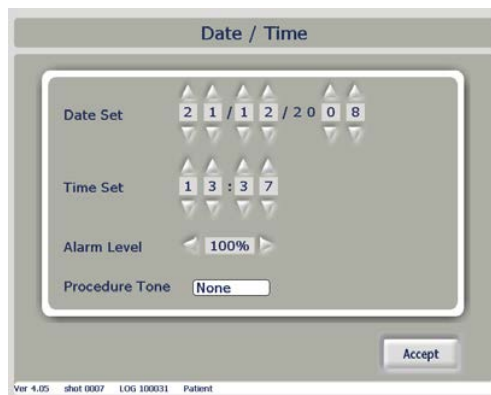 Date / Time
Date Set 2 1 / 1 2 / 2 0 0 8
Time Set 1 3 : 3 7
Alarm Level 100%
Procedure Tone None
Accept
Ver 4.05 shot 0007 LOG 100031 Patient